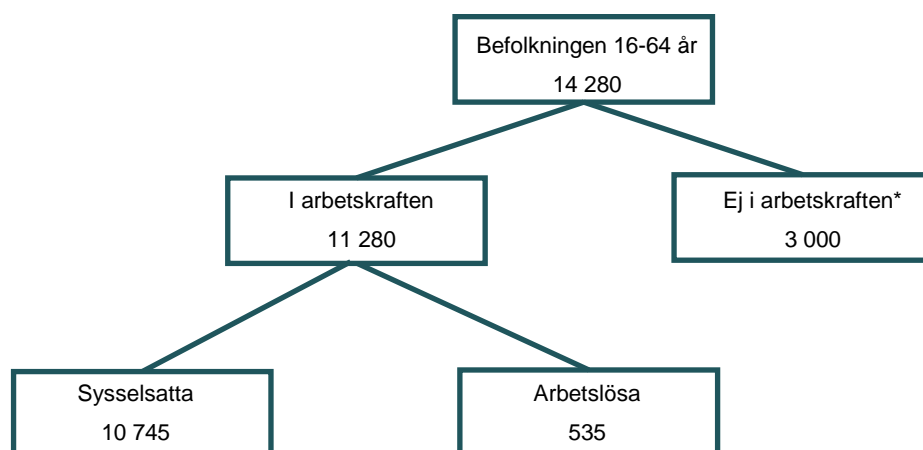 Befolkningen 16-64 år
14 280
I arbetskraften
11 280
Ej i arbetskraften*
3 000
Sysselsatta
10 745
Arbetslösa
535